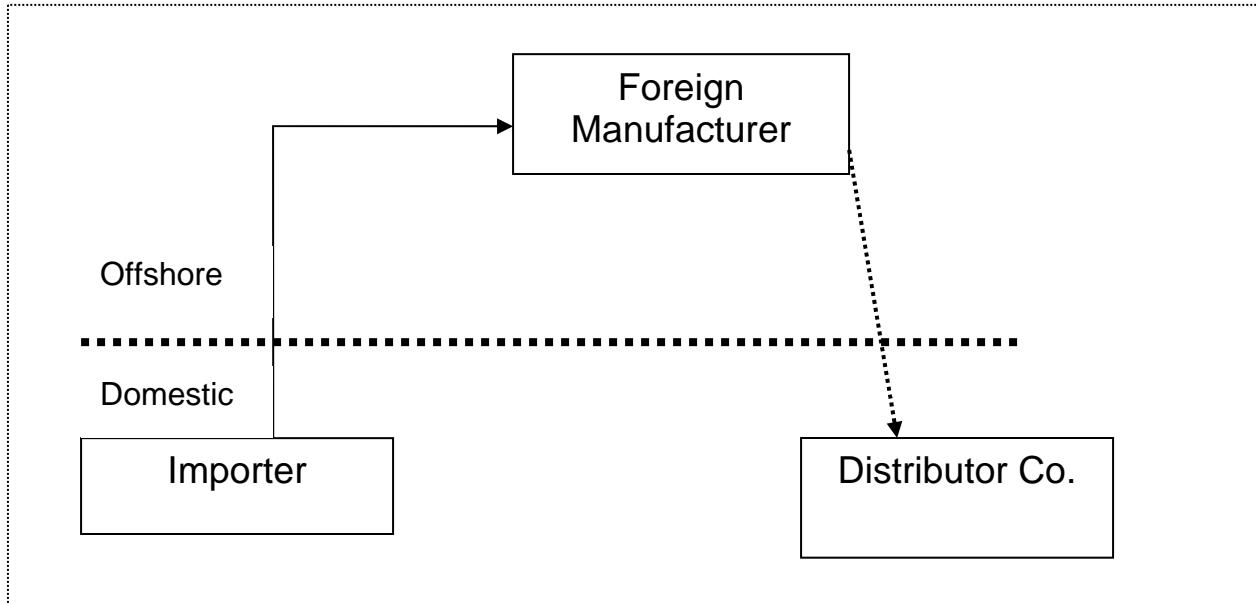 Foreign
Manufacturer
Offshore
Domestic
Importer
Distributor Co.